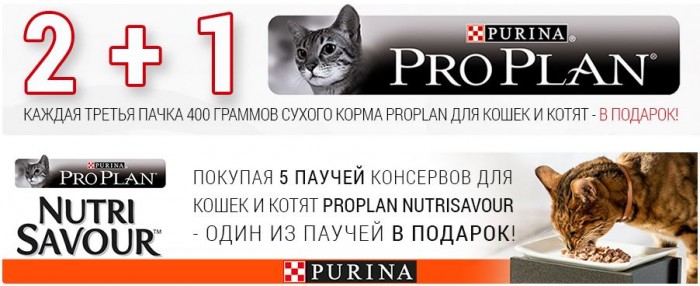 2 + 1
PURINA®
PRO PLAN®
КАЖДАЯ ТРЕТЬЯ ПАЧКА 400 ГРАММОВ СУХОГО КОРМА PROPLAN ДЛЯ КОШЕК И КОТЯТ - В ПОДАРОК!
PURINA
PRO PLAN®
NUTRI
SAVOUR™
ПОКУПАЯ 5 ПАУЧЕЙ КОНСЕРВОВ ДЛЯ
КОШЕК И КОТЯТ PROPLAN NUTRISAVOUR
- ОДИН ИЗ ПАУЧЕЙ В ПОДАРОК!
PURINA